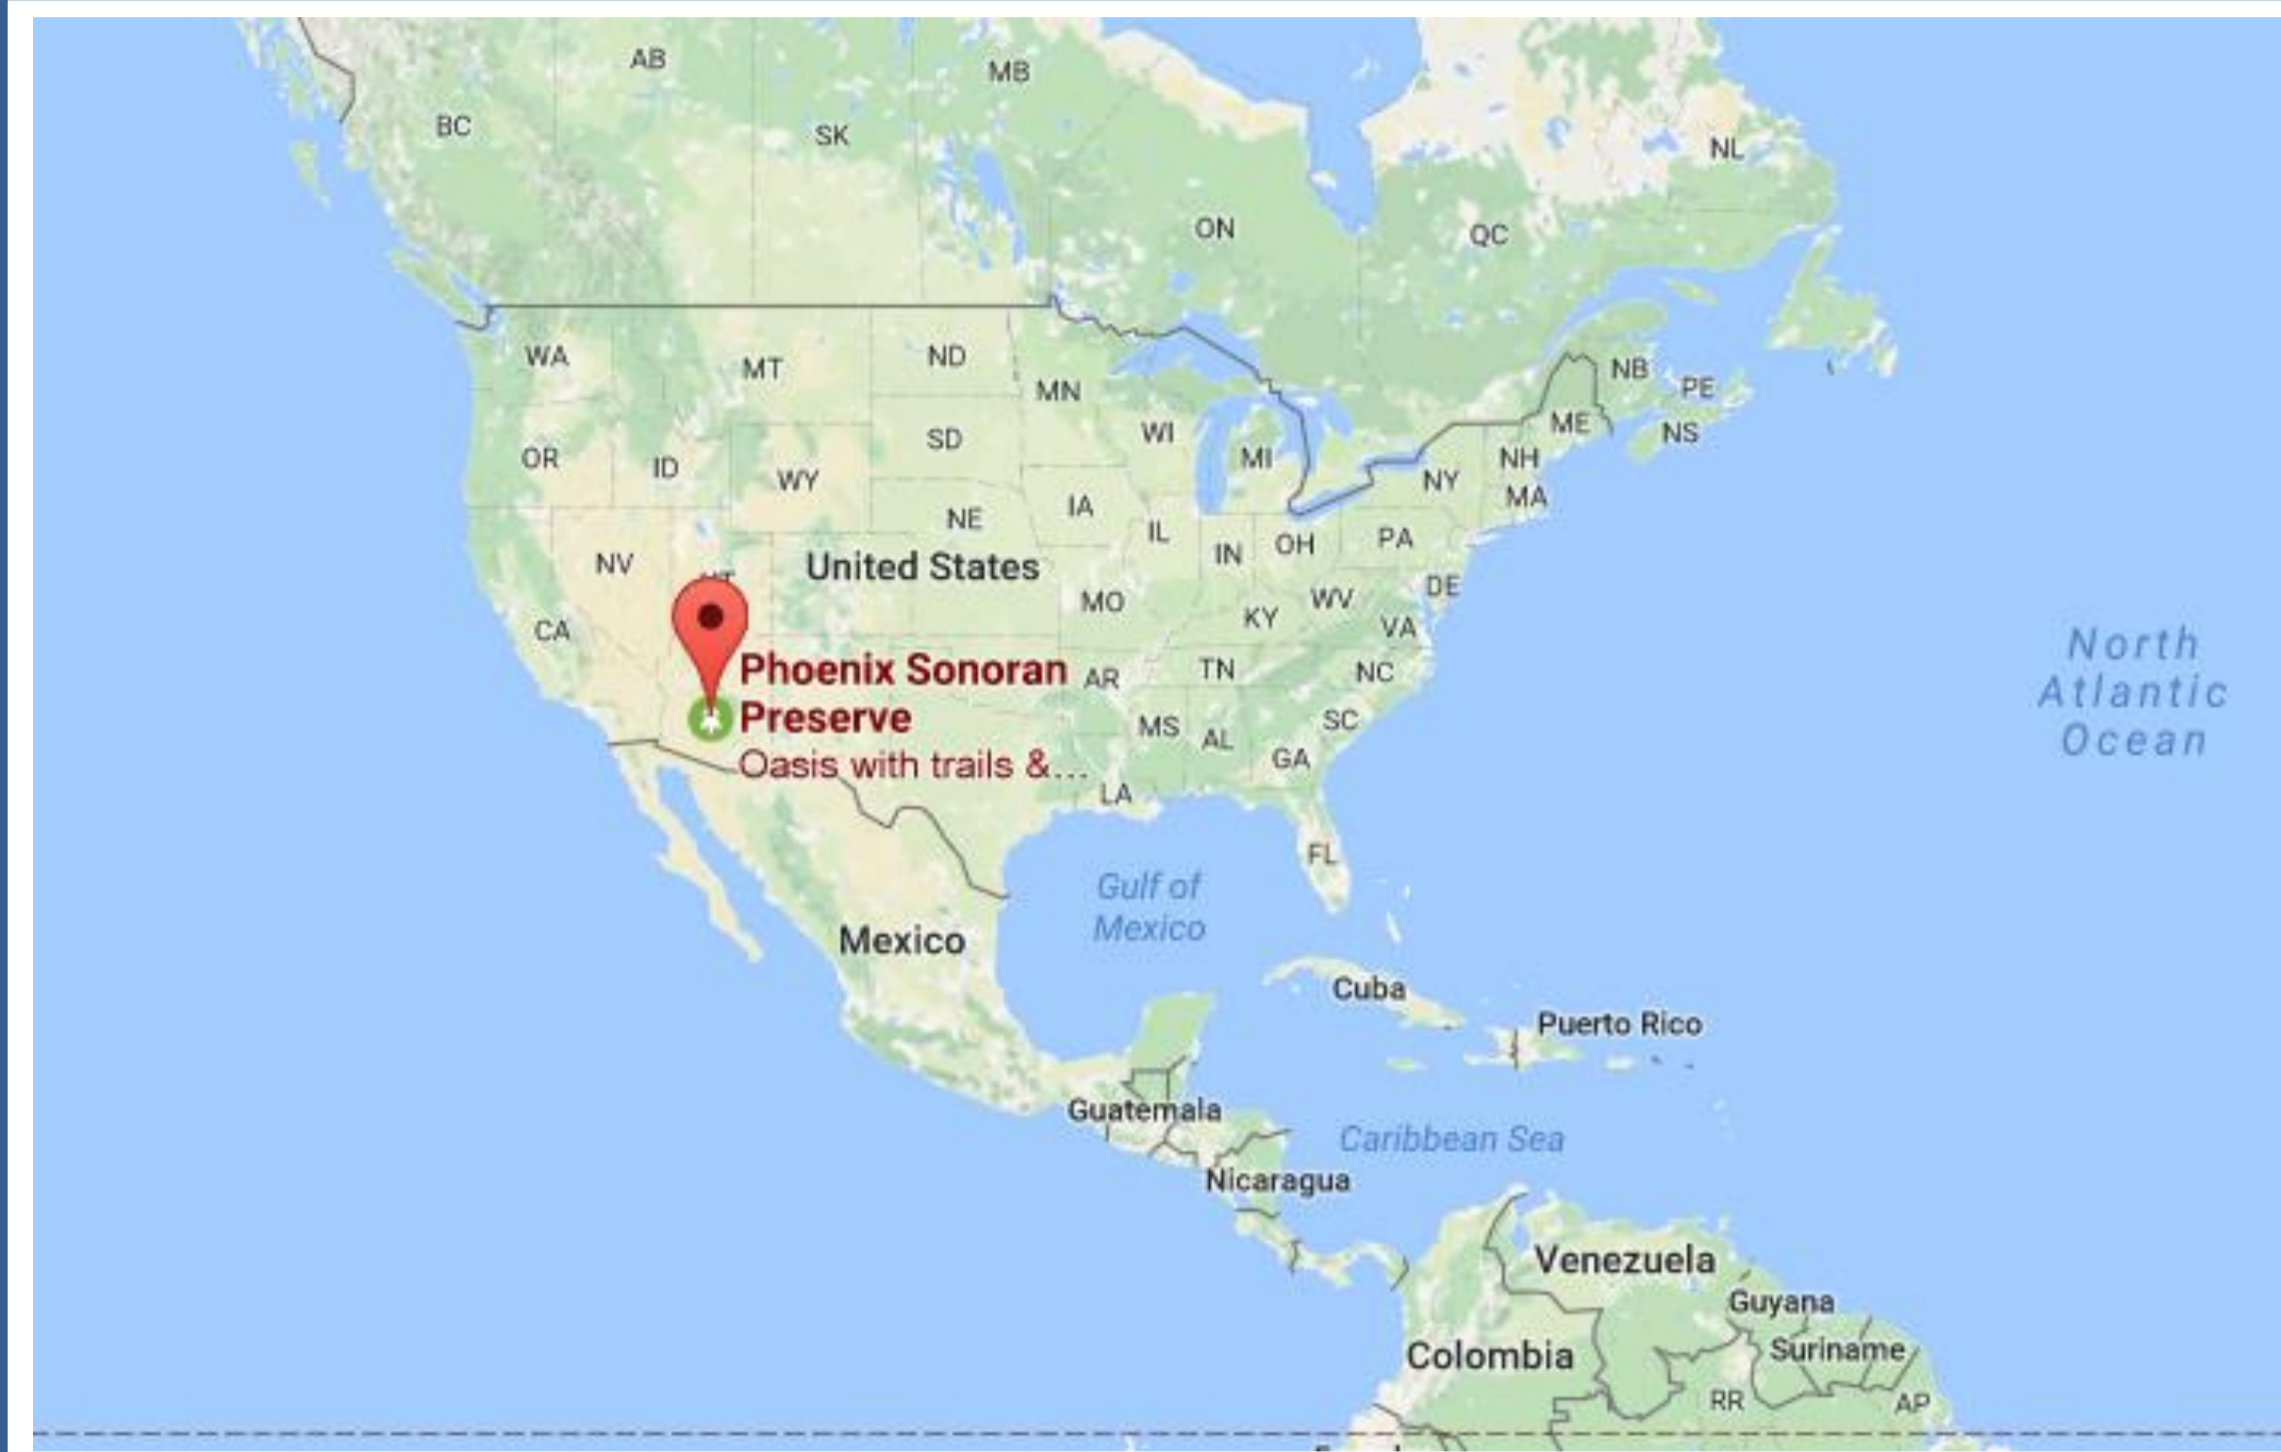 AB
MB
BC
SK
NL
ON
QC
WA
MT
ND
MN
NB
PE
OR
ID
WY
SD
WI
MI
ME
NS
NY
NH
MA
NE
IA
IL
IN
OH
PA
NV
United States
DE
CA
MO
KY
WV
VA
Phoenix Sonoran
Preserve
Oasis with trails &...
AR
TN
NC
MS
AL
SC
GA
LA
FL
North
Atlantic
Ocean
Gulf of
Mexico
Mexico
Cuba
Puerto Rico
Guatemala
Caribbean Sea
Nicaragua
Venezuela
Guyana
Colombia
Suriname
RR
AP